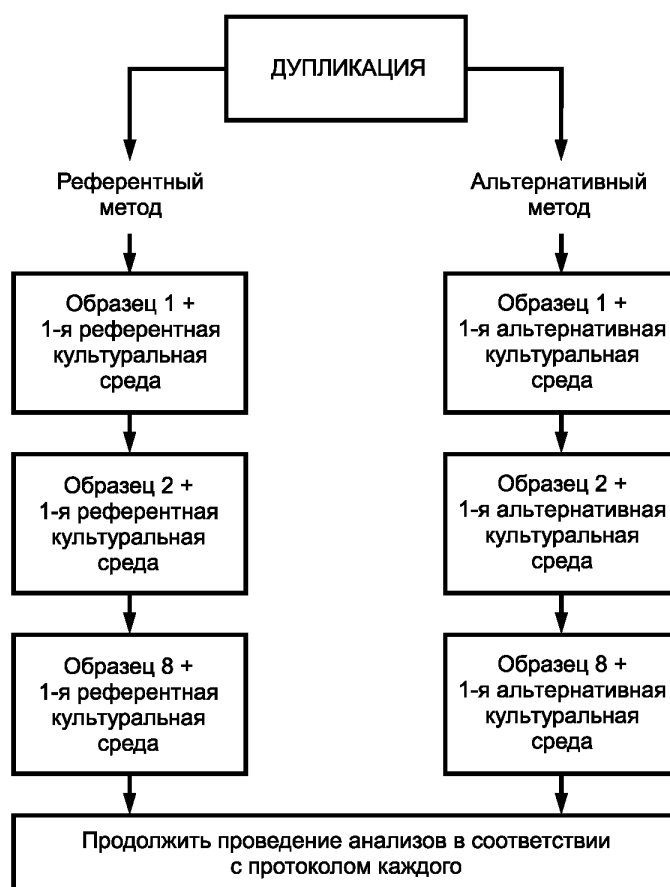 ДУПЛИКАЦИЯ
Референтный
метод
Альтернативный
метод
Образец 1 +
1-я референтная
культуральная
среда
Образец 1 +
1-я альтернативная
культуральная
среда
Образец 2 +
1-я референтная
культуральная
среда
Образец 2 +
1-я альтернативная
культуральная
среда
Образец 8 +
1-я референтная
культуральная
среда
Образец 8 +
1-я альтернативная
культуральная
среда
Продолжить проведение анализов в соответствии
с протоколом каждого